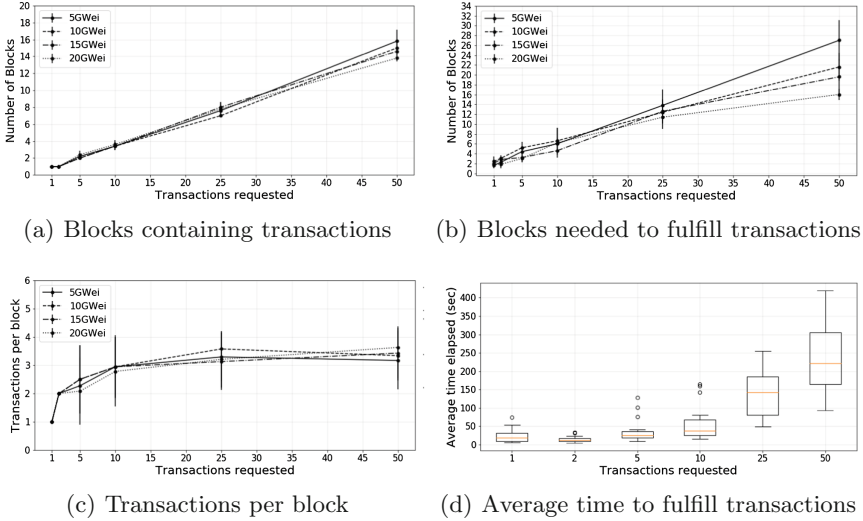 20
18
16
14
12
10
8
6
4
2
0
Number of Blocks
5GWei
10GWei
15GWei
20GWei
1 5 10 15 20 25 30 35 40 45 50
Transactions requested
(a) Blocks containing transactions
34
32
30
28
26
24
22
20
18
16
14
12
10
8
6
4
2
0
Number of Blocks
5GWei
10GWei
15GWei
20GWei
1 5 10 15 20 25 30 35 40 45 50
Transactions requested
(b) Blocks needed to fulfill transactions
6
5
4
3
2
1
0
Transactions per block
5GWei
10GWei
15GWei
20GWei
1 5 10 15 20 25 30 35 40 45 50
Transactions requested
(c) Transactions per block
400
350
300
250
200
150
100
50
0
Average time elapsed (sec)
1 2 5 10 25 50
Transactions requested
(d) Average time to fulfill transactions